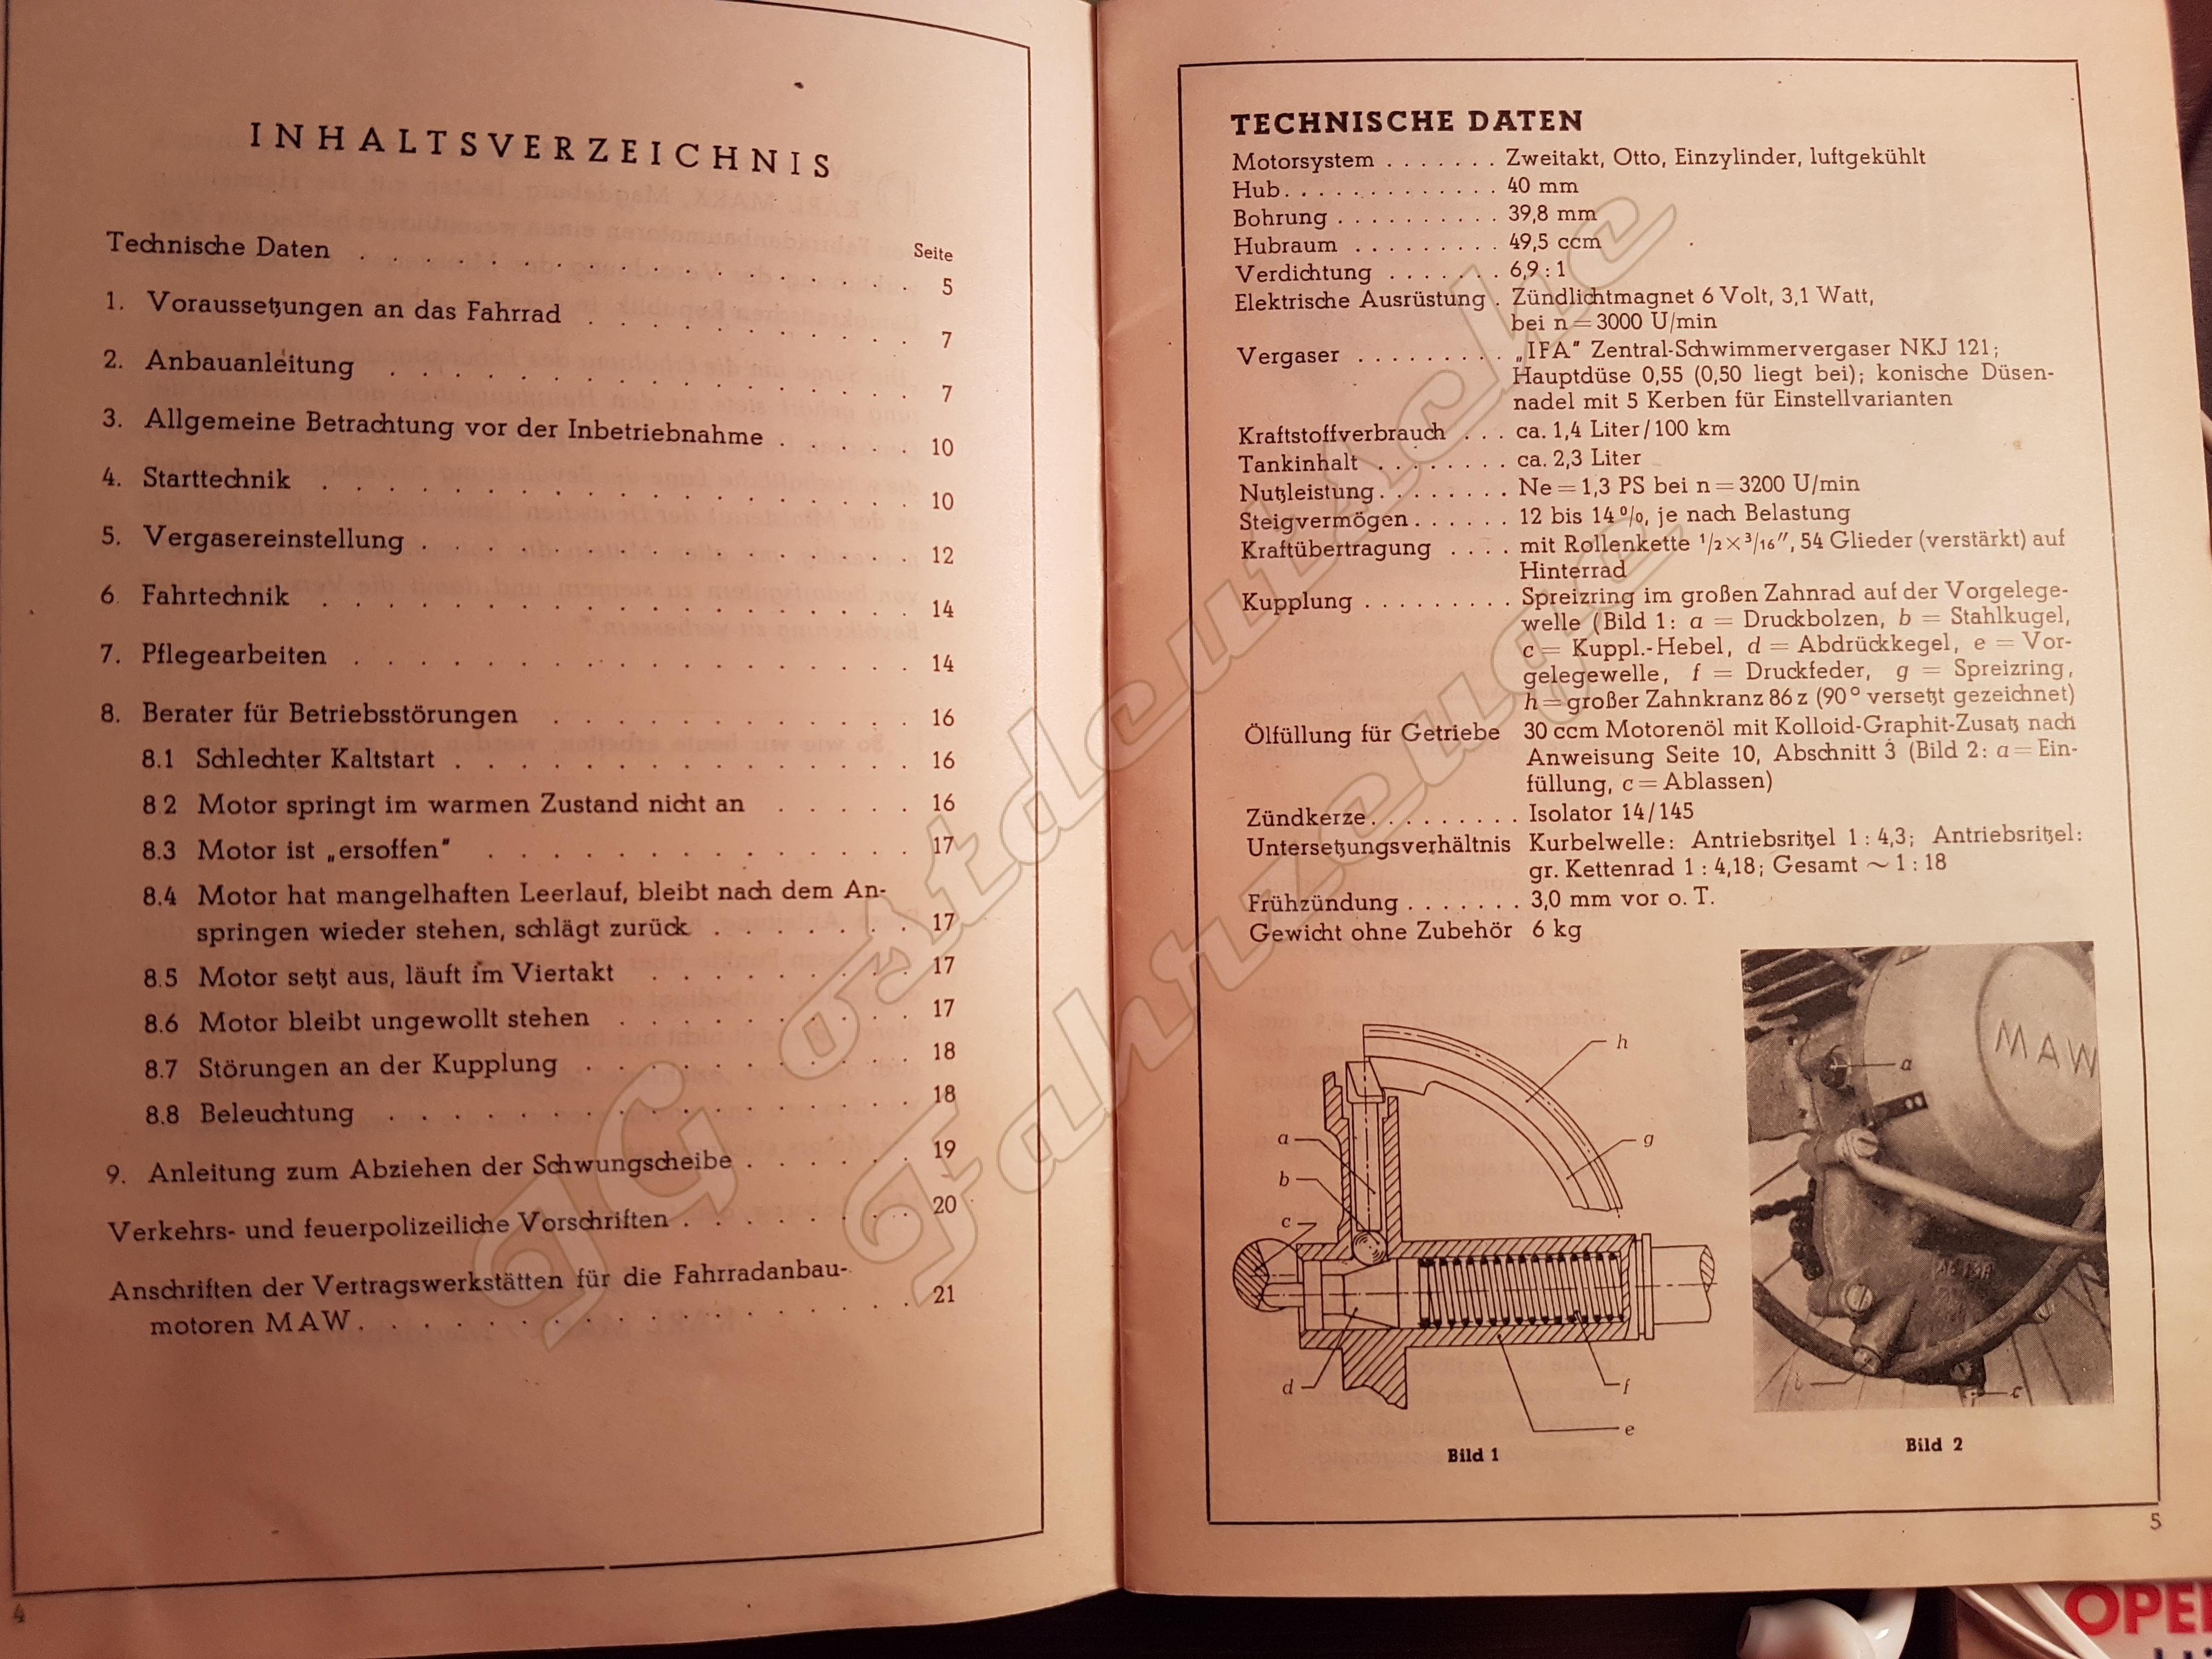 INHALTSVERZEICHNIS
Seite
Technische Daten . . . . . . . . . . . . . . . . . 5
1. Voraussetzungen an das Fahrrad . . . . . . . . . . 7
2. Anbauanleitung . . . . . . . . . . . . . . . . 7
3. Allgemeine Betrachtung vor der Inbetriebnahme . . . . 10
4. Starttechnik . . . . . . . . . . . . . . . . . . 10
5. Vergasereinstellung . . . . . . . . . . . . . . . 12
6 Fahrtechnik . . . . . . . . . . . . . . . . . . 14
7. Pflegearbeiten . . . . . . . . . . . . . . . . . 14
8. Berater für Betriebsstörungen . . . . . . . . . . . 16
8.1 Schlechter Kaltstart . . . . . . . . . . . . . . 16
8 2 Motor springt im warmen Zustand nicht an . . . . . 16
8.3 Motor ist „ersoffen" . . . . . . . . . . . . . 17
8.4 Motor hat mangelhaften Leerlauf, bleibt nach dem An-
springen wieder stehen, schlägt zurück . . . . . . . 17
8.5 Motor setzt aus, läuft im Viertakt . . . . . . . . 17
8.6 Motor bleibt ungewollt stehen . . . . . . . . . 17
8.7 Störungen an der Kupplung . . . . . . . . . . 18
8.8 Beleuchtung . . . . . . . . . . . . . . . . 18
9. Anleitung zum Abziehen der Schwungscheibe . . . . . . 19
Verkehrs- und feuerpolizeiliche Vorschriften . . . . . . . . 20
Anschriften der Vertragswerkstätten für die Fahrradanbau-
motoren MAW . . . . . . . . . . . . . . . . . 21
4
TECHNISCHE DATEN
Motorsystem . . . . . . . Zweitakt, Otto, Einzylinder, luftgekühlt
Hub . . . . . . . . . . . . . 40 mm
Bohrung . . . . . . . . . . 39,8 mm
Hubraum . . . . . . . . . 49,5 ccm
Verdichtung . . . . . . . 6,9 : 1
Elektrische Ausrüstung . Zündlichtmagnet 6 Volt, 3,1 Watt,
bei n = 3000 U/min
Vergaser . . . . . . . . . „IFA" Zentral-Schwimmervergaser NKJ 121;
Hauptdüse 0,55 (0,50 liegt bei); konische Düsen-
nadel mit 5 Kerben für Einstellvarianten
Kraftstoffverbrauch . . . ca. 1,4 Liter/100 km
Tankinhalt . . . . . . . . ca. 2,3 Liter
Nutzleistung . . . . . . . . Ne = 1,3 PS bei n = 3200 U/min
Steigvermögen . . . . . . 12 bis 14%, je nach Belastung
Kraftübertragung . . . . mit Rollenkette 1/2×3/16", 54 Glieder (verstärkt) auf
Hinterrad
Kupplung . . . . . . . . . Spreizring im großen Zahnrad auf der Vorgelege-
welle (Bild 1: a = Druckbolzen, b = Stahlkugel,
c = Kuppl.-Hebel, d = Abdrückkegel, e = Vor-
gelegewelle, f = Druckfeder, g = Spreizring,
h = großer Zahnkranz 86 z (90° versetzt gezeichnet)
Ölfüllung für Getriebe 30 ccm Motorenöl mit Kolloid-Graphit-Zusatz nach
Anweisung Seite 10, Abschnitt 3 (Bild 2: a = Ein-
füllung, c = Ablassen)
Zündkerze . . . . . . . . . Isolator 14/145
Untersetzungsverhältnis Kurbelwelle: Antriebsritzel 1 : 4,3; Antriebsritzel:
gr. Kettenrad 1 : 4,18; Gesamt ~ 1 : 18
Frühzündung . . . . . . . 3,0 mm vor o. T.
Gewicht ohne Zubehör 6 kg
h
g
a
b
c
d
f
e
Bild 1
MAW
a
b
c
Bild 2
5
IG ostdeutsche
Fahrzeuge
OPE